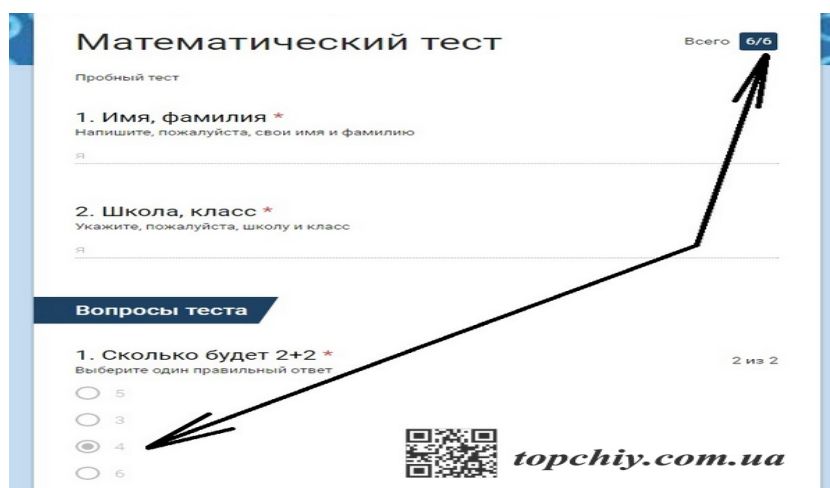 Математический тест
Всего 6/6
Пробный тест
1. Имя, фамилия *
Напишите, пожалуйста, свои имя и фамилию
я
2. Школа, класс *
Укажите, пожалуйста, школу и класс
я
Вопросы теста
1. Сколько будет 2+2 *
2 из 2
Выберите один правильный ответ
5
3
4
6
topchiy.com.ua